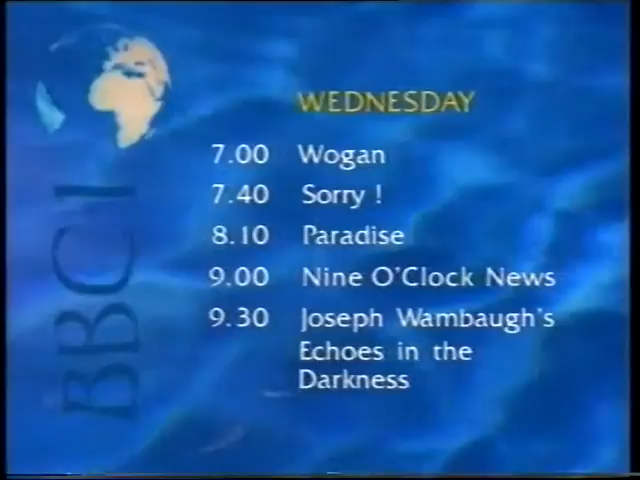 WEDNESDAY
7.00 Wogan
7.40 Sorry !
8.10 Paradise
9.00 Nine O'Clock News
9.30 Joseph Wambaugh's
Echoes in the
Darkness
BBC1